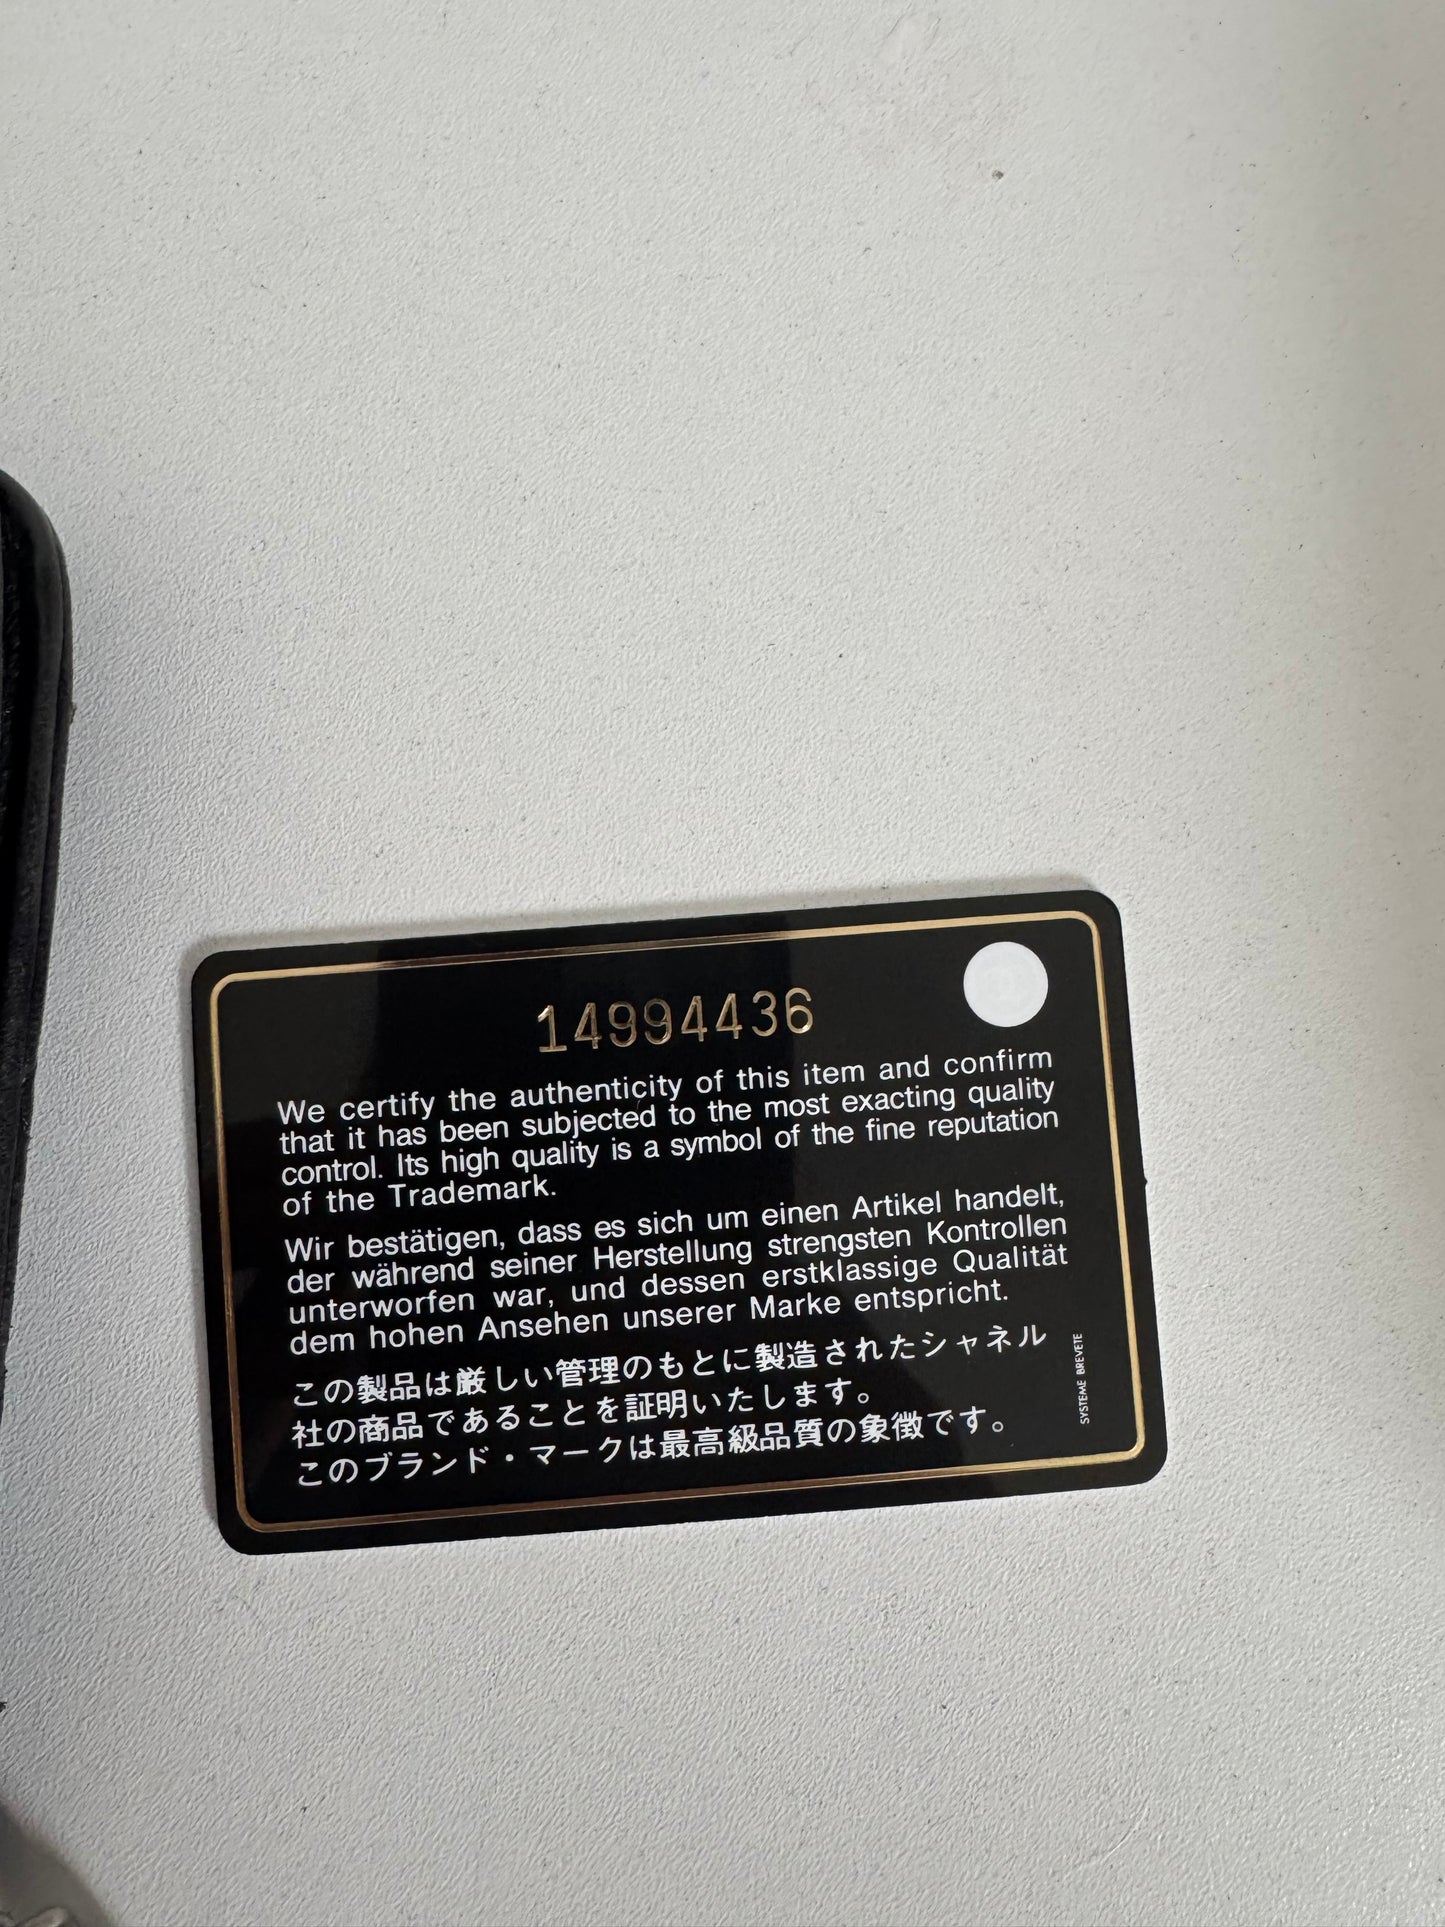 14994436
We certify the authenticity of this item and confirm
that it has been subjected to the most exacting quality
control. Its high quality is a symbol of the fine reputation
of the Trademark.
Wir bestätigen, dass es sich um einen Artikel handelt,
der während seiner Herstellung strengsten Kontrollen
unterworfen war, und dessen erstklassige Qualität
dem hohen Ansehen unserer Marke entspricht.
この製品は厳しい管理のもとに製造されたシャネル
社の商品であることを証明いたします。
このブランド・マークは最高級品質の象徴です。
SYSTEME BREVETE